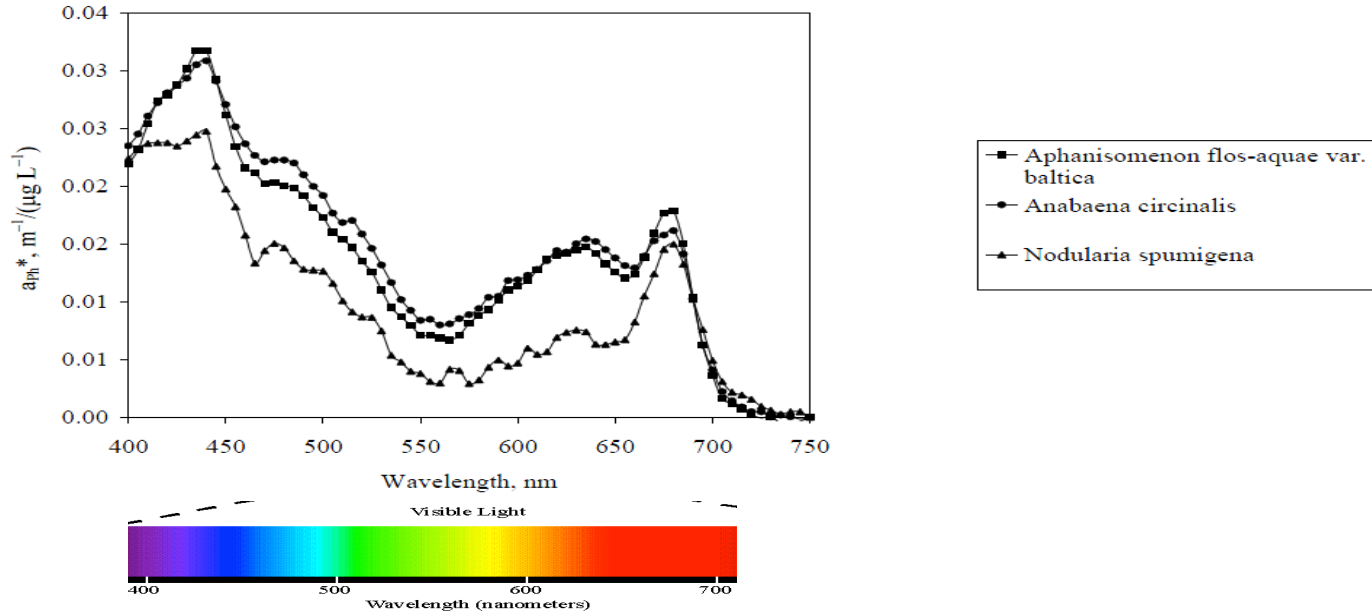 0.04
0.03
0.03
0.02
0.02
0.01
0.01
0.00
a_Ph*, m⁻¹/(µg L⁻¹)
400 450 500 550 600 650 700 750
Wavelength, nm
Aphanisomenon flos-aquae var.
baltica
Anabaena circinalis
Nodularia spumigena
Visible Light
400 500 600 700
Wavelength (nanometers)